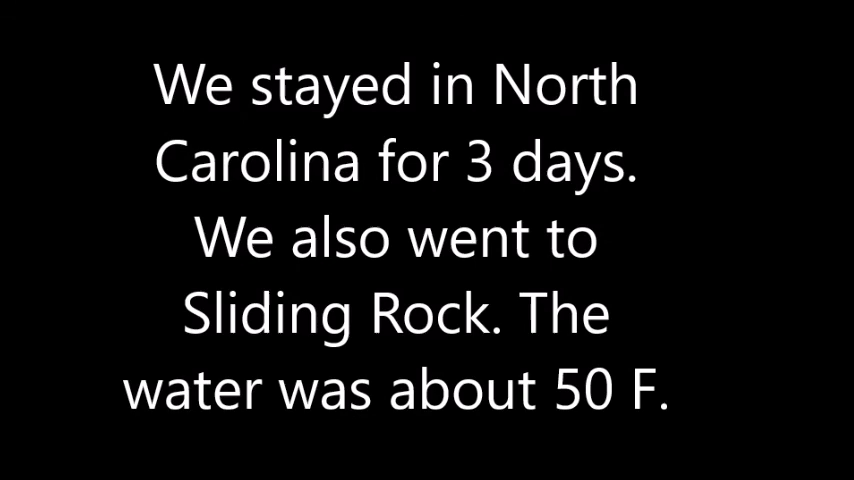 We stayed in North
Carolina for 3 days.
We also went to
Sliding Rock. The
water was about 50 F.